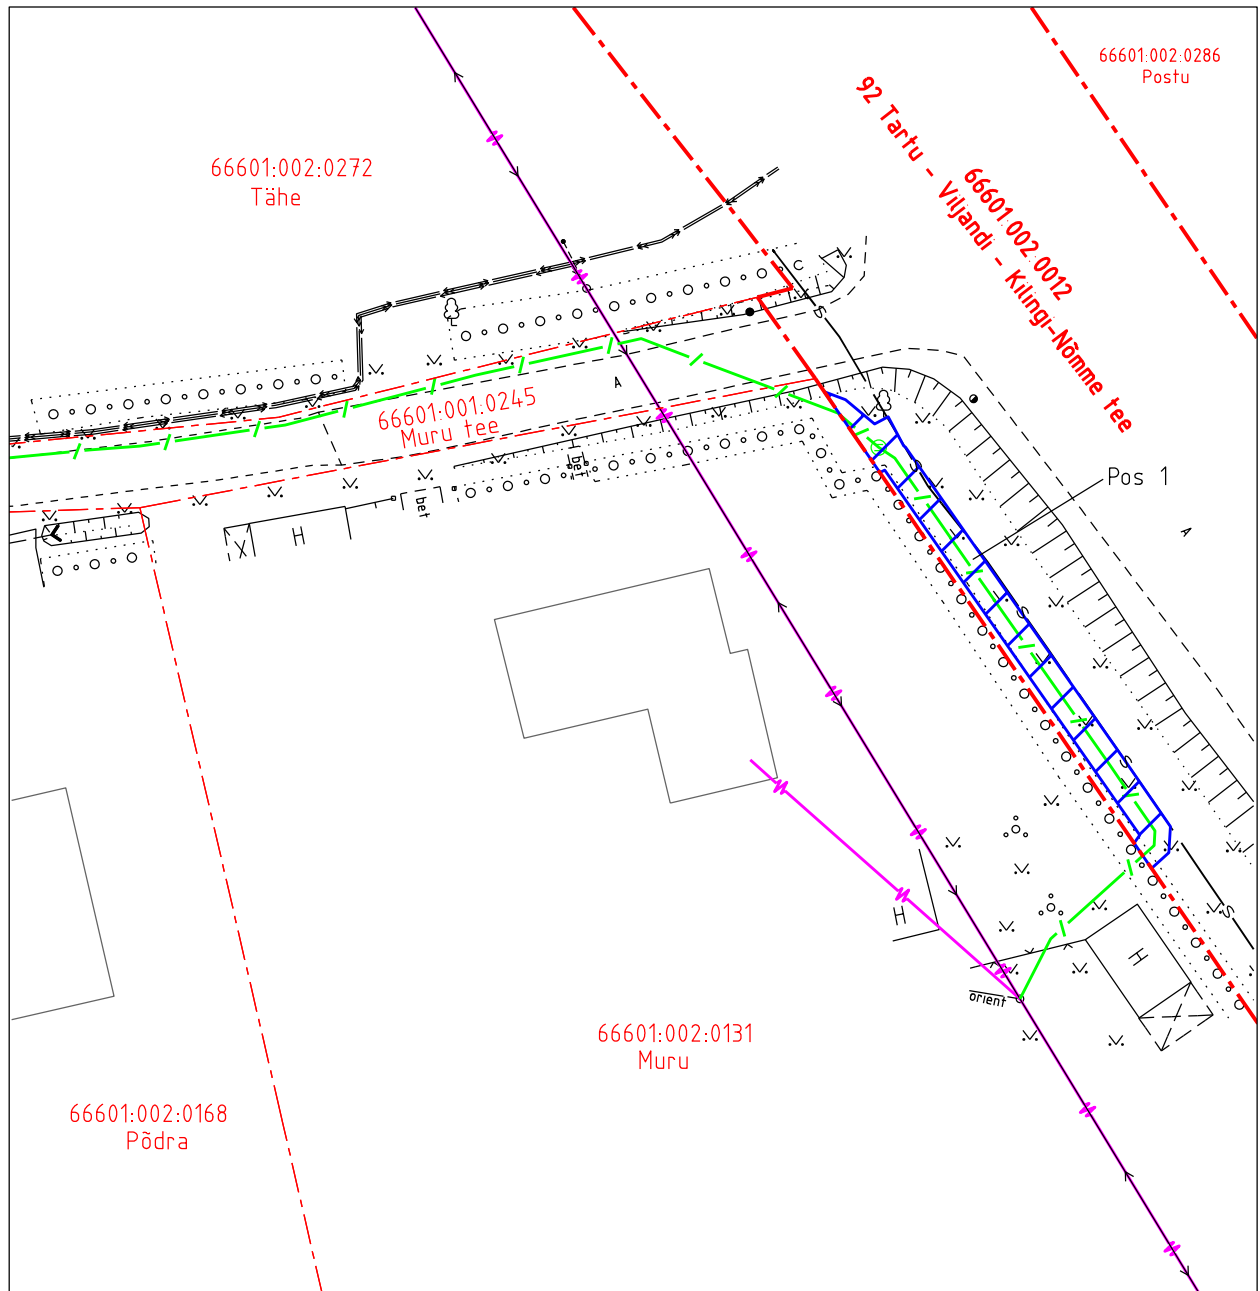 66601:002:0286
Postu
92 Tartu - Viljandi - Kilingi-Nõmme tee
66601:002:0012
66601:002:0272
Tähe
66601:001:0245
Muru tee
A
S
Pos 1
S
A
bet
bet
H
S
S
H
H
S
orient
66601:002:0131
Muru
66601:002:0168
Põdra